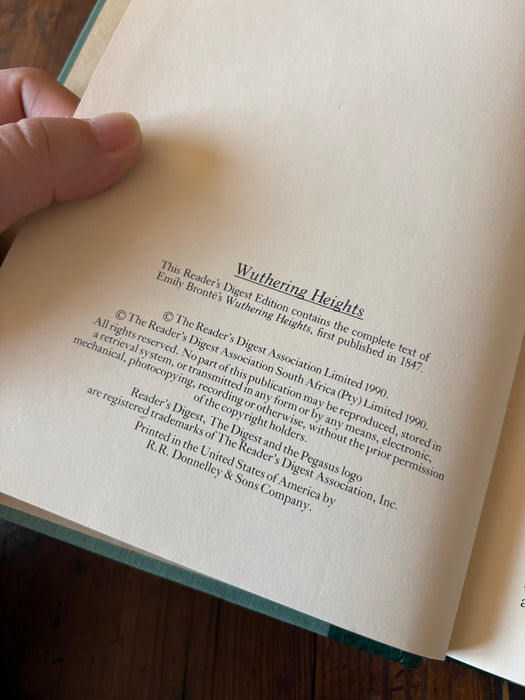 Wuthering Heights
This Reader's Digest Edition contains the complete text of
Emily Brontë's Wuthering Heights, first published in 1847.
© The Reader's Digest Association Limited 1990.
© The Reader's Digest Association South Africa (Pty) Limited 1990.
All rights reserved. No part of this publication may be reproduced, stored in
a retrieval system, or transmitted in any form or by any means, electronic,
mechanical, photocopying, recording or otherwise, without the prior permission
of the copyright holders.
Reader's Digest, The Digest and the Pegasus logo
are registered trademarks of The Reader's Digest Association, Inc.
Printed in the United States of America by
R.R. Donnelley & Sons Company.